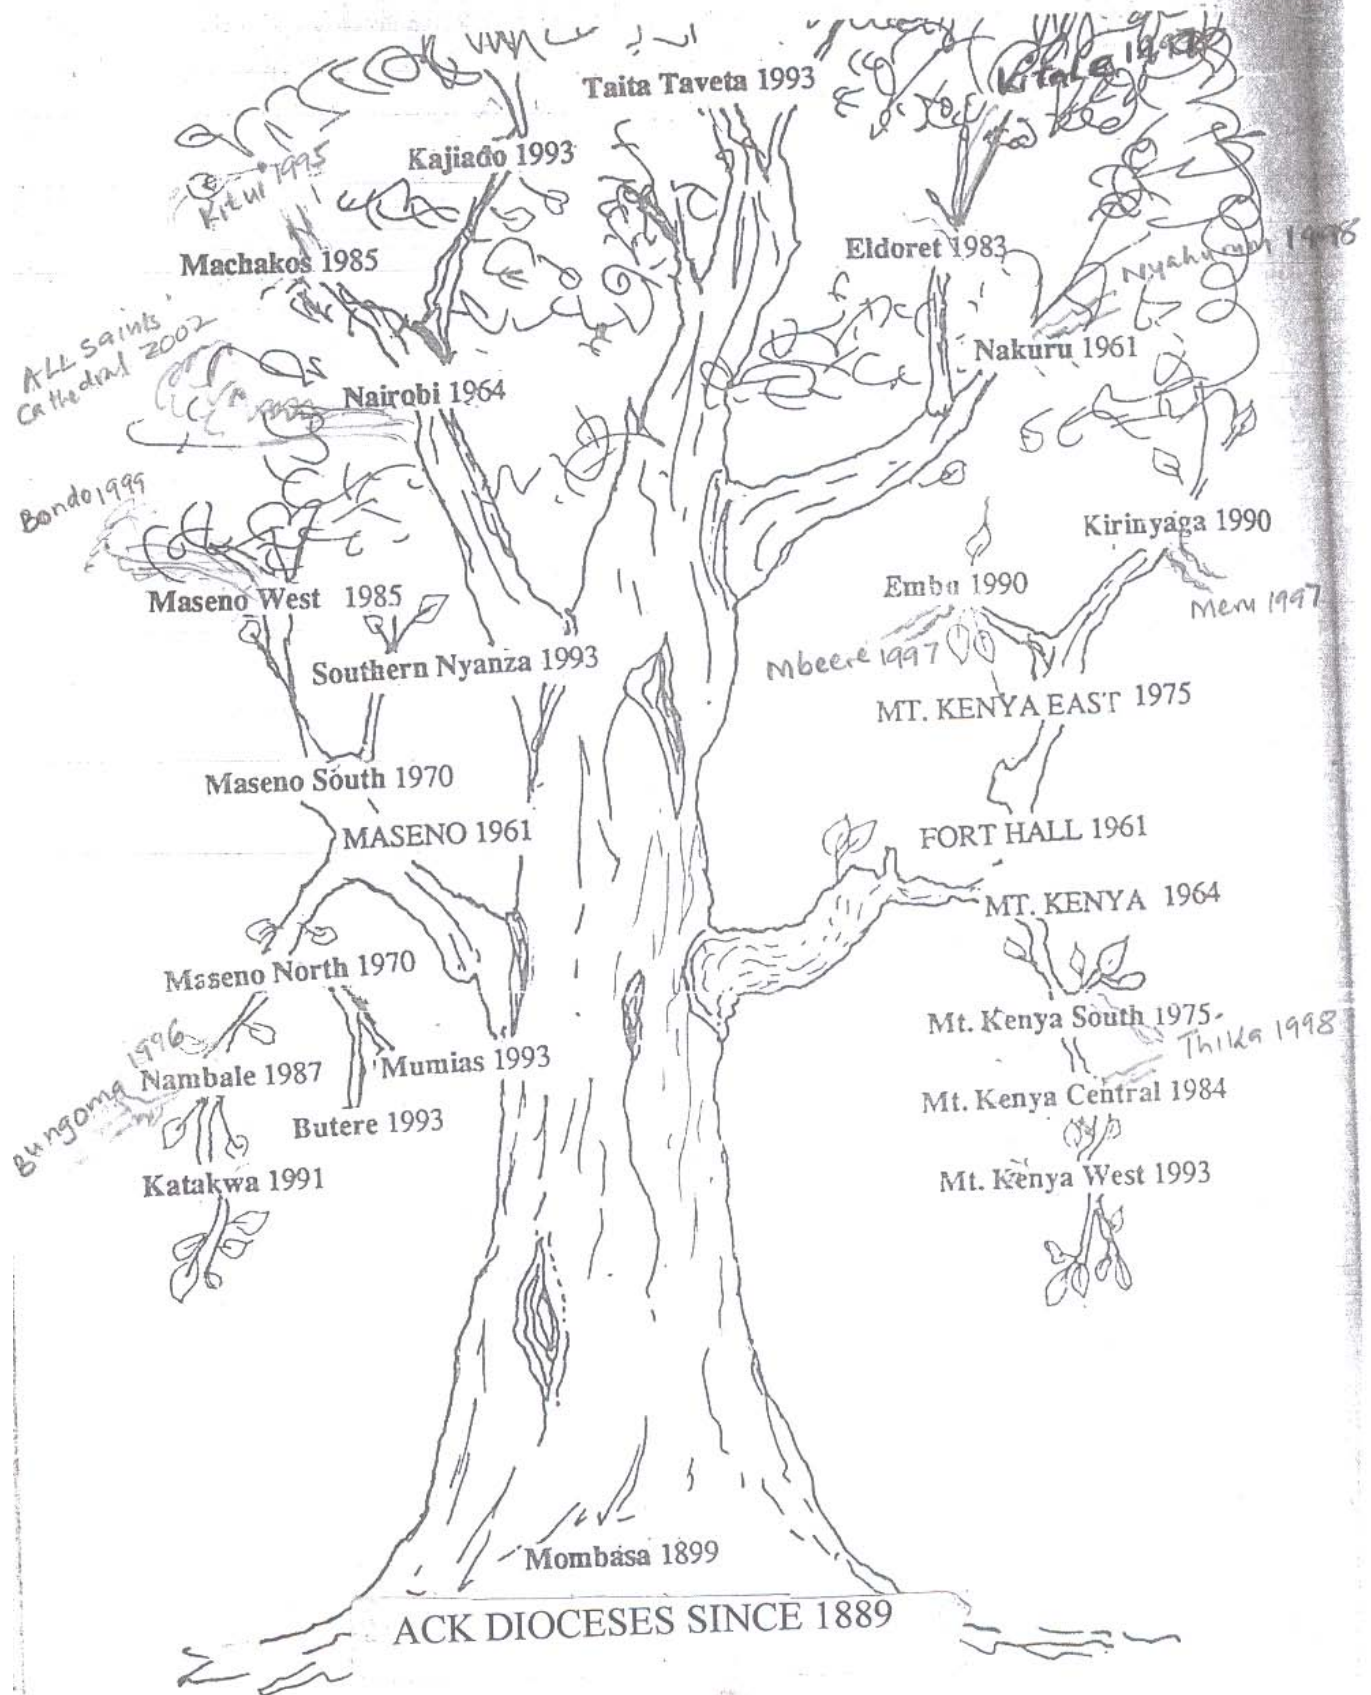 Taita Taveta 1993
Kitale 1997
Kajiado 1993
Kitui 1995
Machakos 1985
Eldoret 1983
1998
Nakuru 1961
ALL saints'
Cathedral 2002
Nairobi 1964
Bondo 1999
Kirinyaga 1990
Embu 1990
Meru 1997
Maseno West 1985
Mbeere 1997
Southern Nyanza 1993
MT. KENYA EAST 1975
Maseno South 1970
MASENO 1961
FORT HALL 1961
MT. KENYA 1964
Maseno North 1970
Mt. Kenya South 1975
Thika 1998
Bungoma 1996
Nambale 1987
Mumias 1993
Mt. Kenya Central 1984
Butere 1993
Katakwa 1991
Mt. Kenya West 1993
Mombasa 1899
ACK DIOCESES SINCE 1889